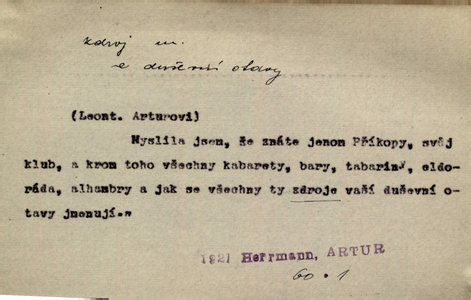 zdroj m.
e duševní otavy
(Leont. Arturovi)
Myslila jsem, že znáte jenom Příkopy, svůj
klub, a krom toho všechny kabarety, bary, tabariny, eldo-
ráda, alhambry a jak se všechny ty zdroje vaší duševní o-
tavy jmenují.„
1921 Herrmann, ARTUR
60.1